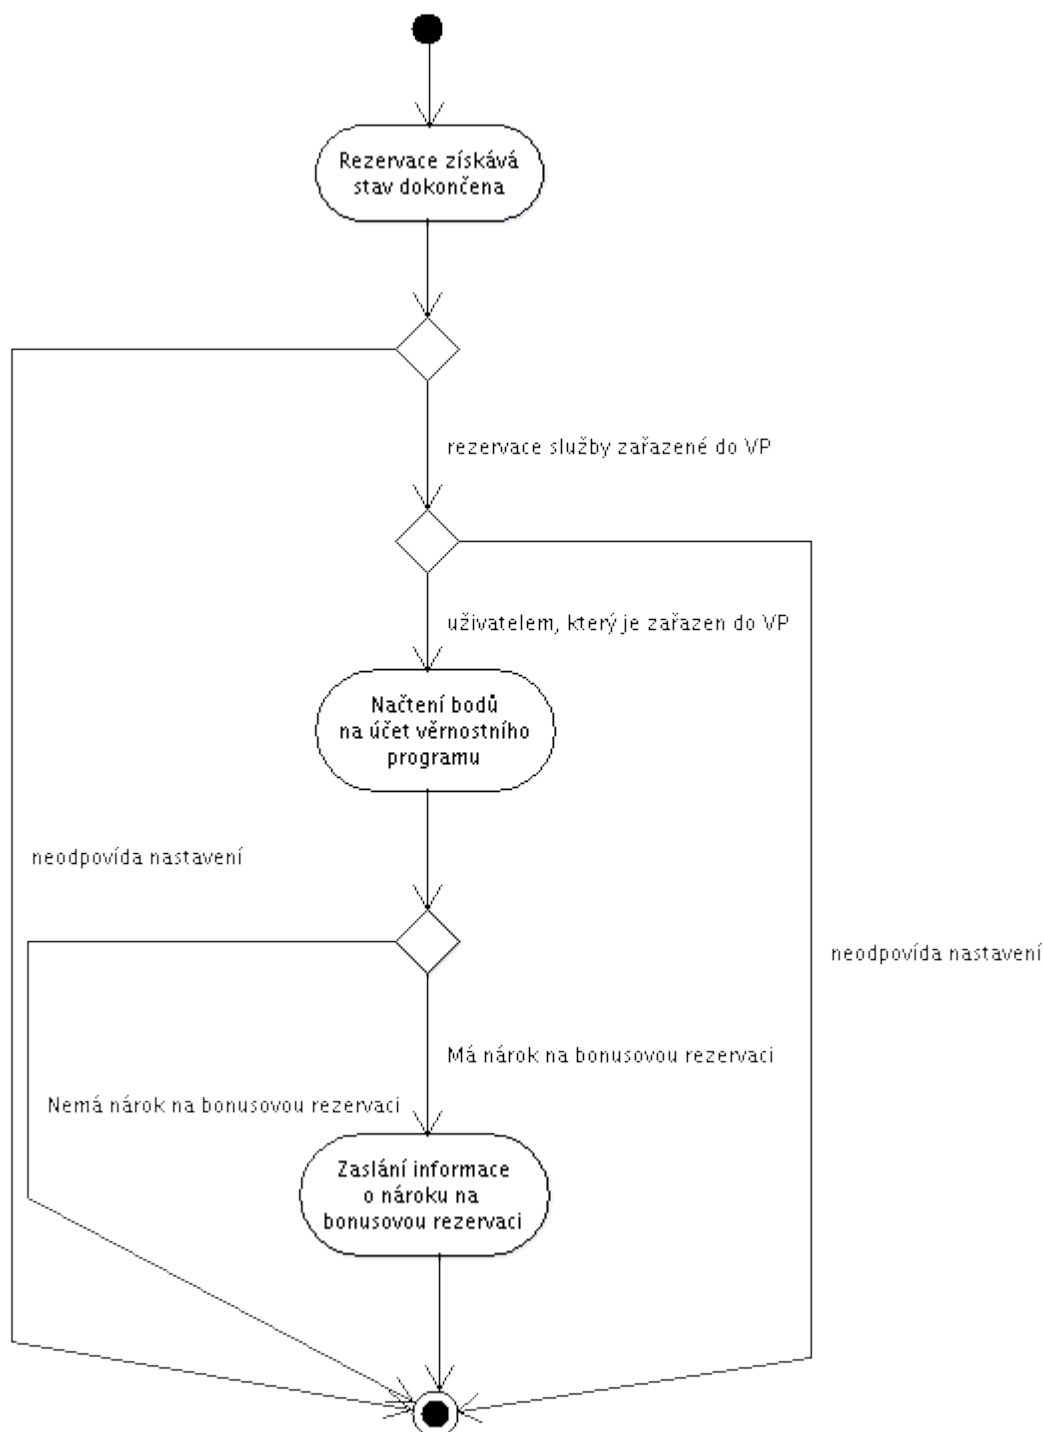 Rezervace získává
stav dokončena
rezervace služby zařazené do VP
uživatelem, který je zařazen do VP
Načtení bodů
na účet věrnostního
programu
neodpovída nastavení
neodpovída nastavení
Má nárok na bonusovou rezervaci
Nemá nárok na bonusovou rezervaci
Zaslání informace
o nároku na
bonusovou rezervaci